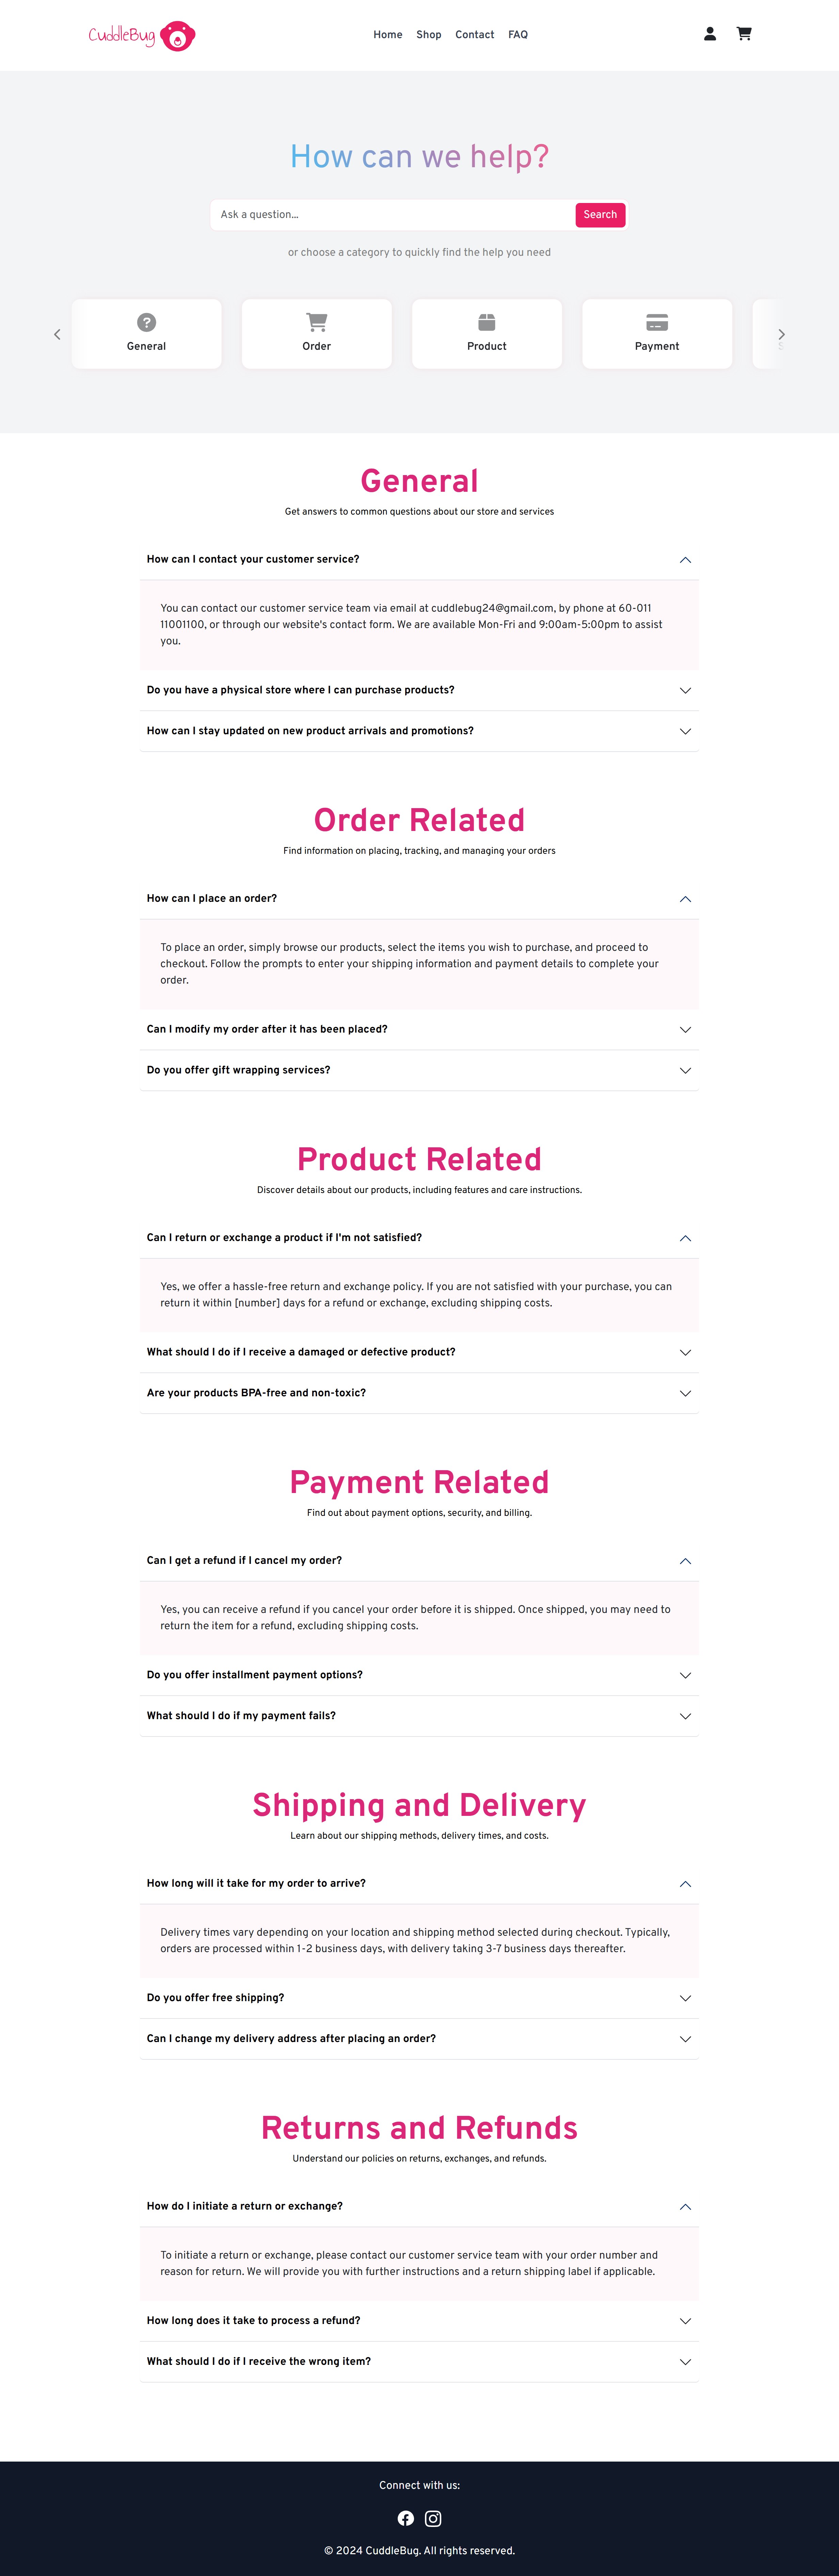 CuddleBug
Home Shop Contact FAQ
How can we help?
Ask a question...
Search
or choose a category to quickly find the help you need
General
Order
Product
Payment
General
Get answers to common questions about our store and services
How can I contact your customer service?
You can contact our customer service team via email at cuddlebug24@gmail.com, by phone at 60-011
11001100, or through our website's contact form. We are available Mon-Fri and 9:00am-5:00pm to assist
you.
Do you have a physical store where I can purchase products?
How can I stay updated on new product arrivals and promotions?
Order Related
Find information on placing, tracking, and managing your orders
How can I place an order?
To place an order, simply browse our products, select the items you wish to purchase, and proceed to
checkout. Follow the prompts to enter your shipping information and payment details to complete your
order.
Can I modify my order after it has been placed?
Do you offer gift wrapping services?
Product Related
Discover details about our products, including features and care instructions.
Can I return or exchange a product if I'm not satisfied?
Yes, we offer a hassle-free return and exchange policy. If you are not satisfied with your purchase, you can
return it within [number] days for a refund or exchange, excluding shipping costs.
What should I do if I receive a damaged or defective product?
Are your products BPA-free and non-toxic?
Payment Related
Find out about payment options, security, and billing.
Can I get a refund if I cancel my order?
Yes, you can receive a refund if you cancel your order before it is shipped. Once shipped, you may need to
return the item for a refund, excluding shipping costs.
Do you offer installment payment options?
What should I do if my payment fails?
Shipping and Delivery
Learn about our shipping methods, delivery times, and costs.
How long will it take for my order to arrive?
Delivery times vary depending on your location and shipping method selected during checkout. Typically,
orders are processed within 1-2 business days, with delivery taking 3-7 business days thereafter.
Do you offer free shipping?
Can I change my delivery address after placing an order?
Returns and Refunds
Understand our policies on returns, exchanges, and refunds.
How do I initiate a return or exchange?
To initiate a return or exchange, please contact our customer service team with your order number and
reason for return. We will provide you with further instructions and a return shipping label if applicable.
How long does it take to process a refund?
What should I do if I receive the wrong item?
Connect with us:
© 2024 CuddleBug. All rights reserved.